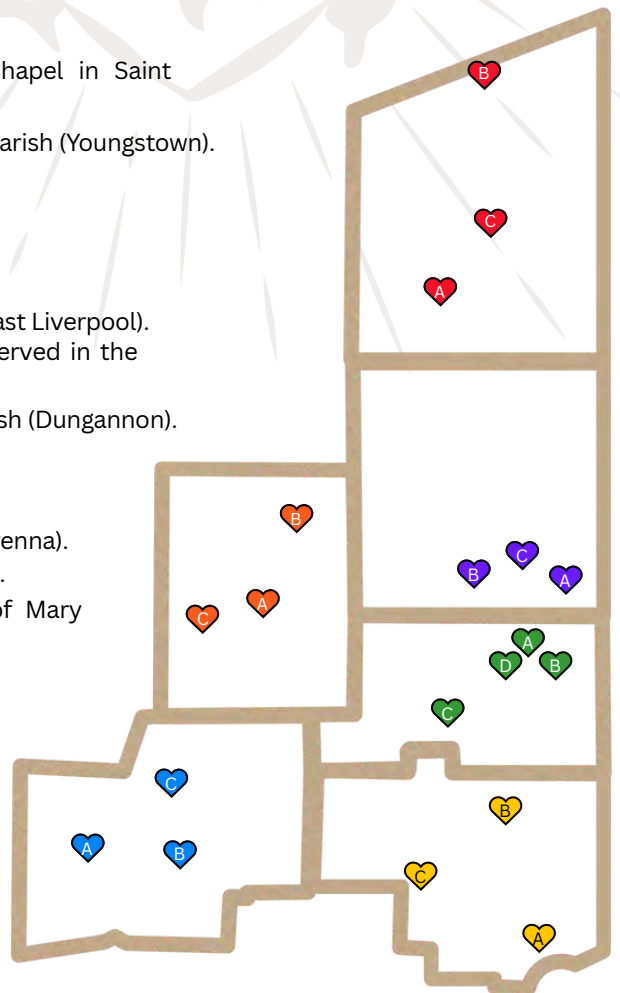 hapel in Saint
arish (Youngstown).
ast Liverpool).
erved in the
sh (Dungannon).
enna).
.
of Mary
B
C
A
B
A
C
C
B
A
A
D
B
C
C
A
B
B
C
A